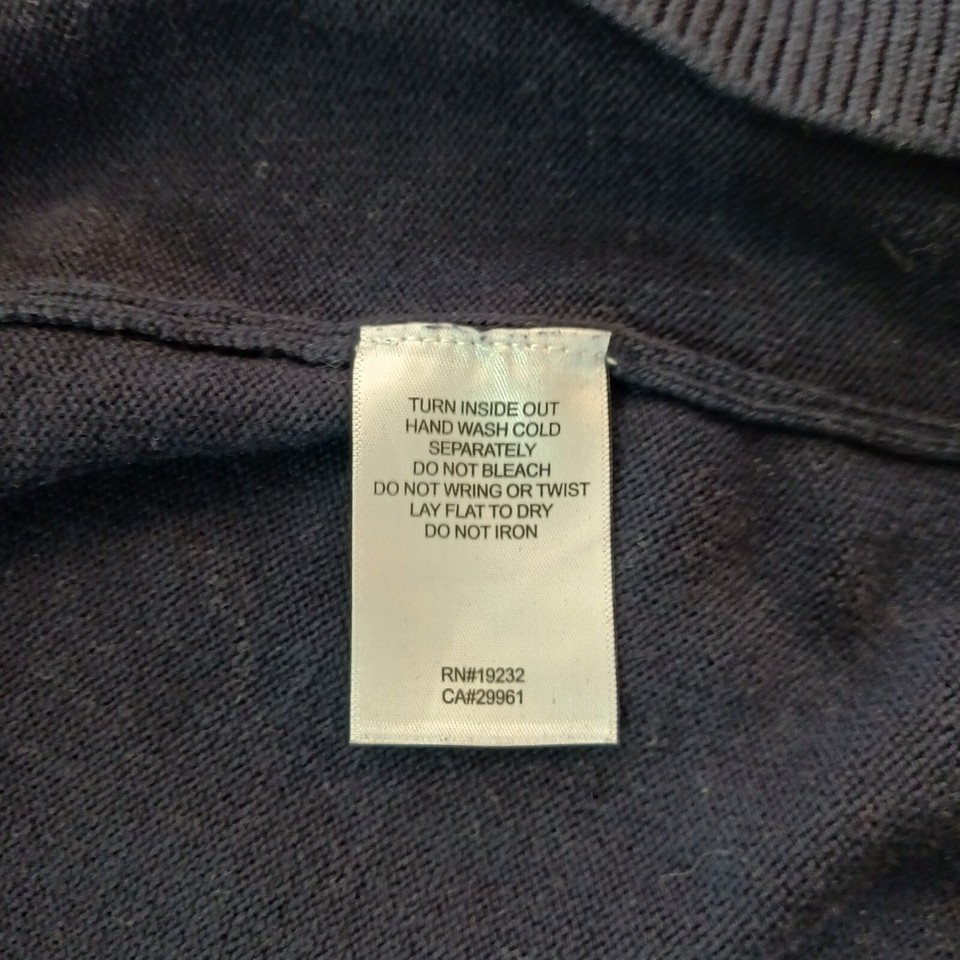 TURN INSIDE OUT
HAND WASH COLD
SEPARATELY
DO NOT BLEACH
DO NOT WRING OR TWIST
LAY FLAT TO DRY
DO NOT IRON
RN#19232
CA#29961